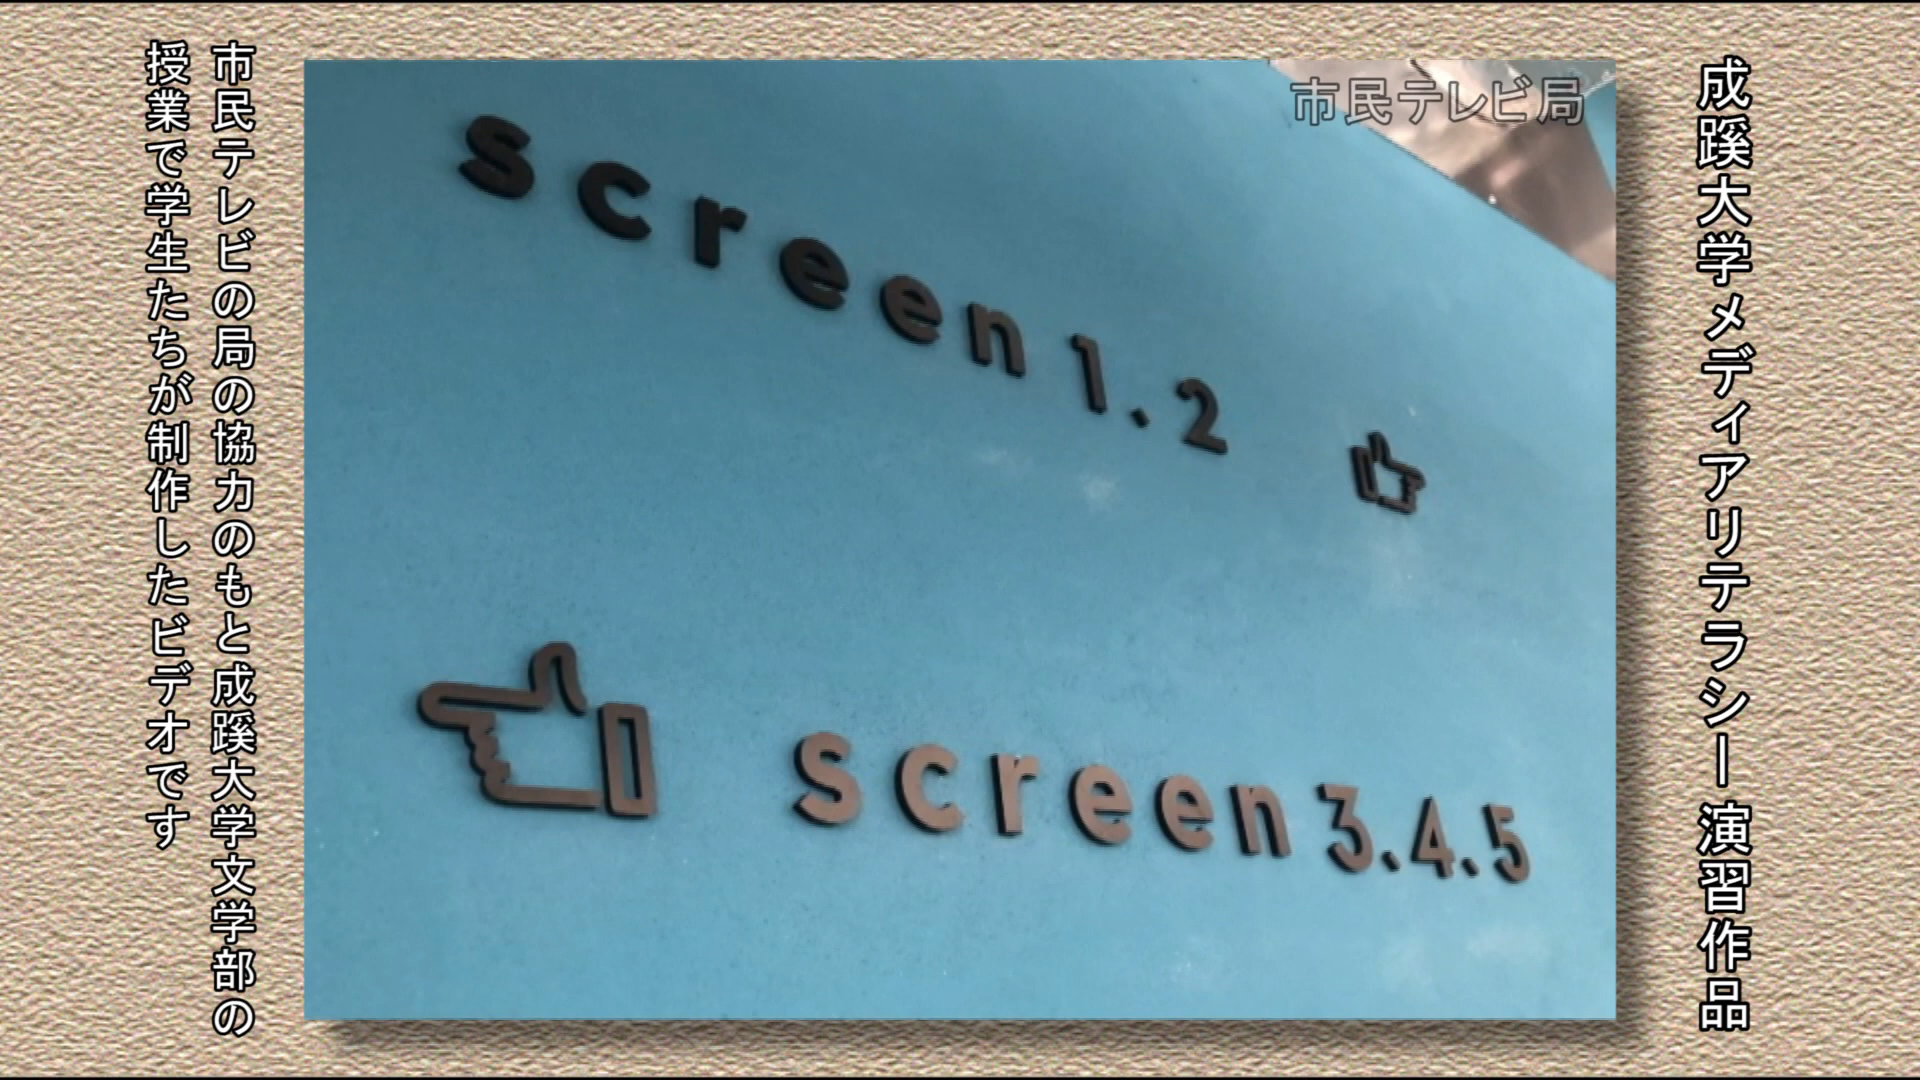 成蹊大学メディアリテラシー演習作品
市民テレビ局
screen 1.2
screen 3.4.5
市民テレビの局の協力のもと成蹊大学文学部の
授業で学生たちが制作したビデオです